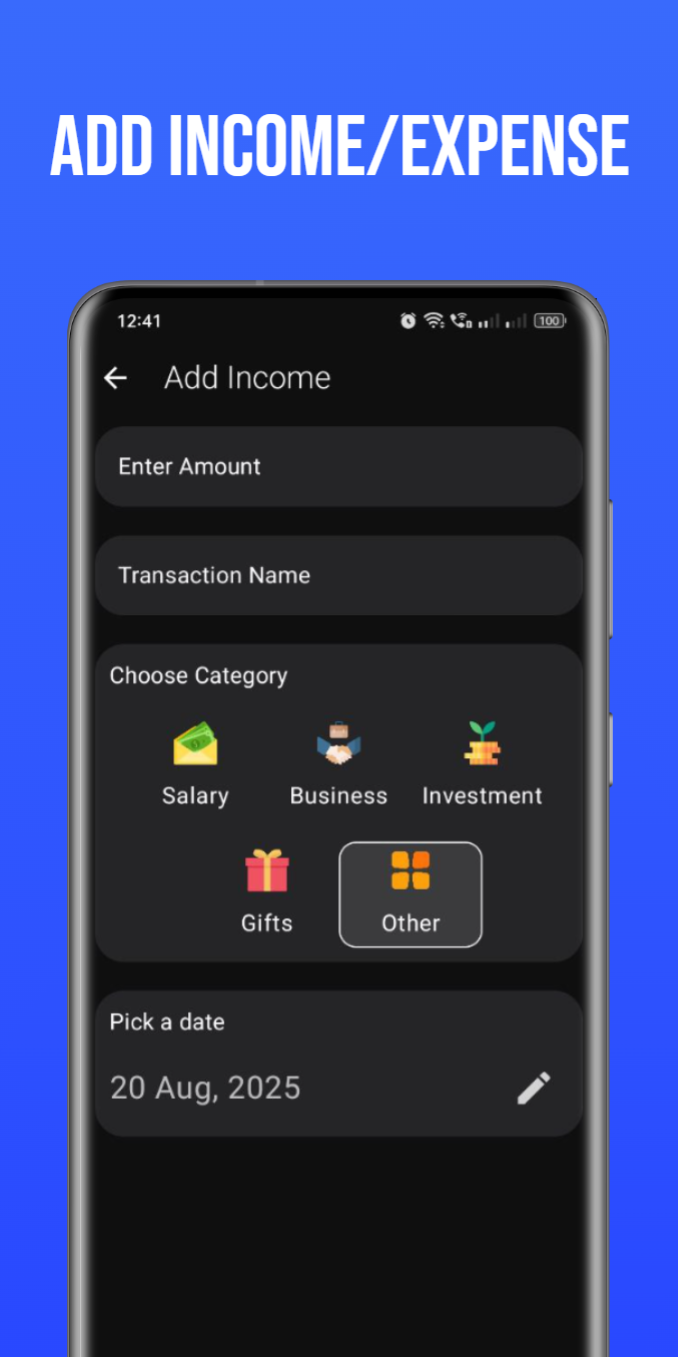 ADD INCOME/EXPENSE
12:41
100
Add Income
Enter Amount
Transaction Name
Choose Category
Salary Business Investment
Gifts Other
Pick a date
20 Aug, 2025